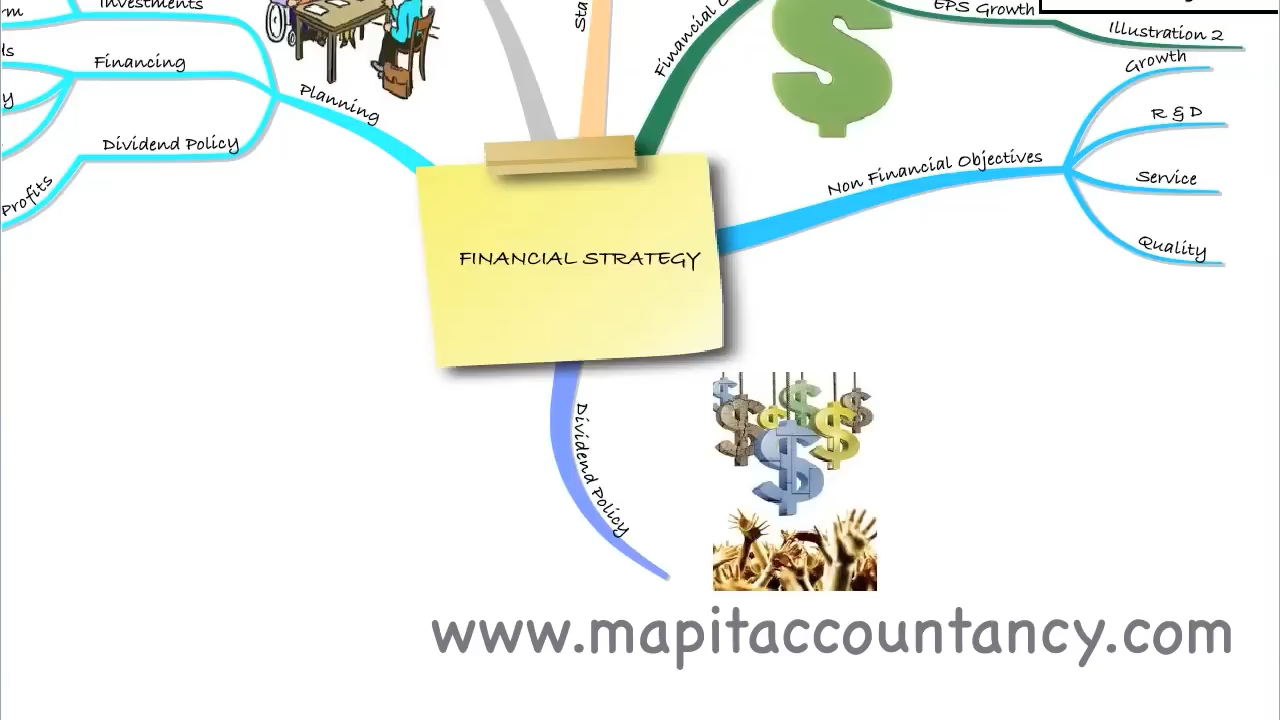 Investments
EPS Growth
Illustration 2
Financing
Growth
Planning
R & D
Dividend Policy
Non Financial Objectives
Service
Profits
Quality
FINANCIAL STRATEGY
Dividend Policy
www.mapitaccountancy.com